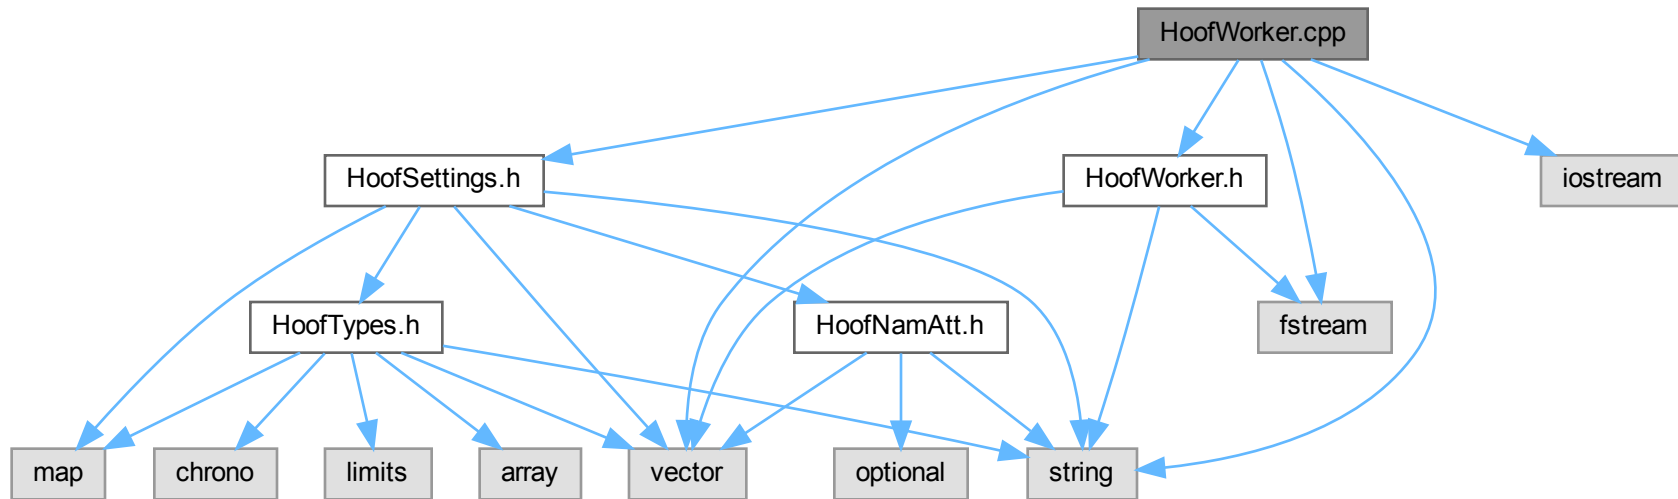 HoofWorker.cpp
HoofSettings.h
HoofWorker.h
iostream
HoofTypes.h
HoofNamAtt.h
fstream
map
chrono
limits
array
vector
optional
string